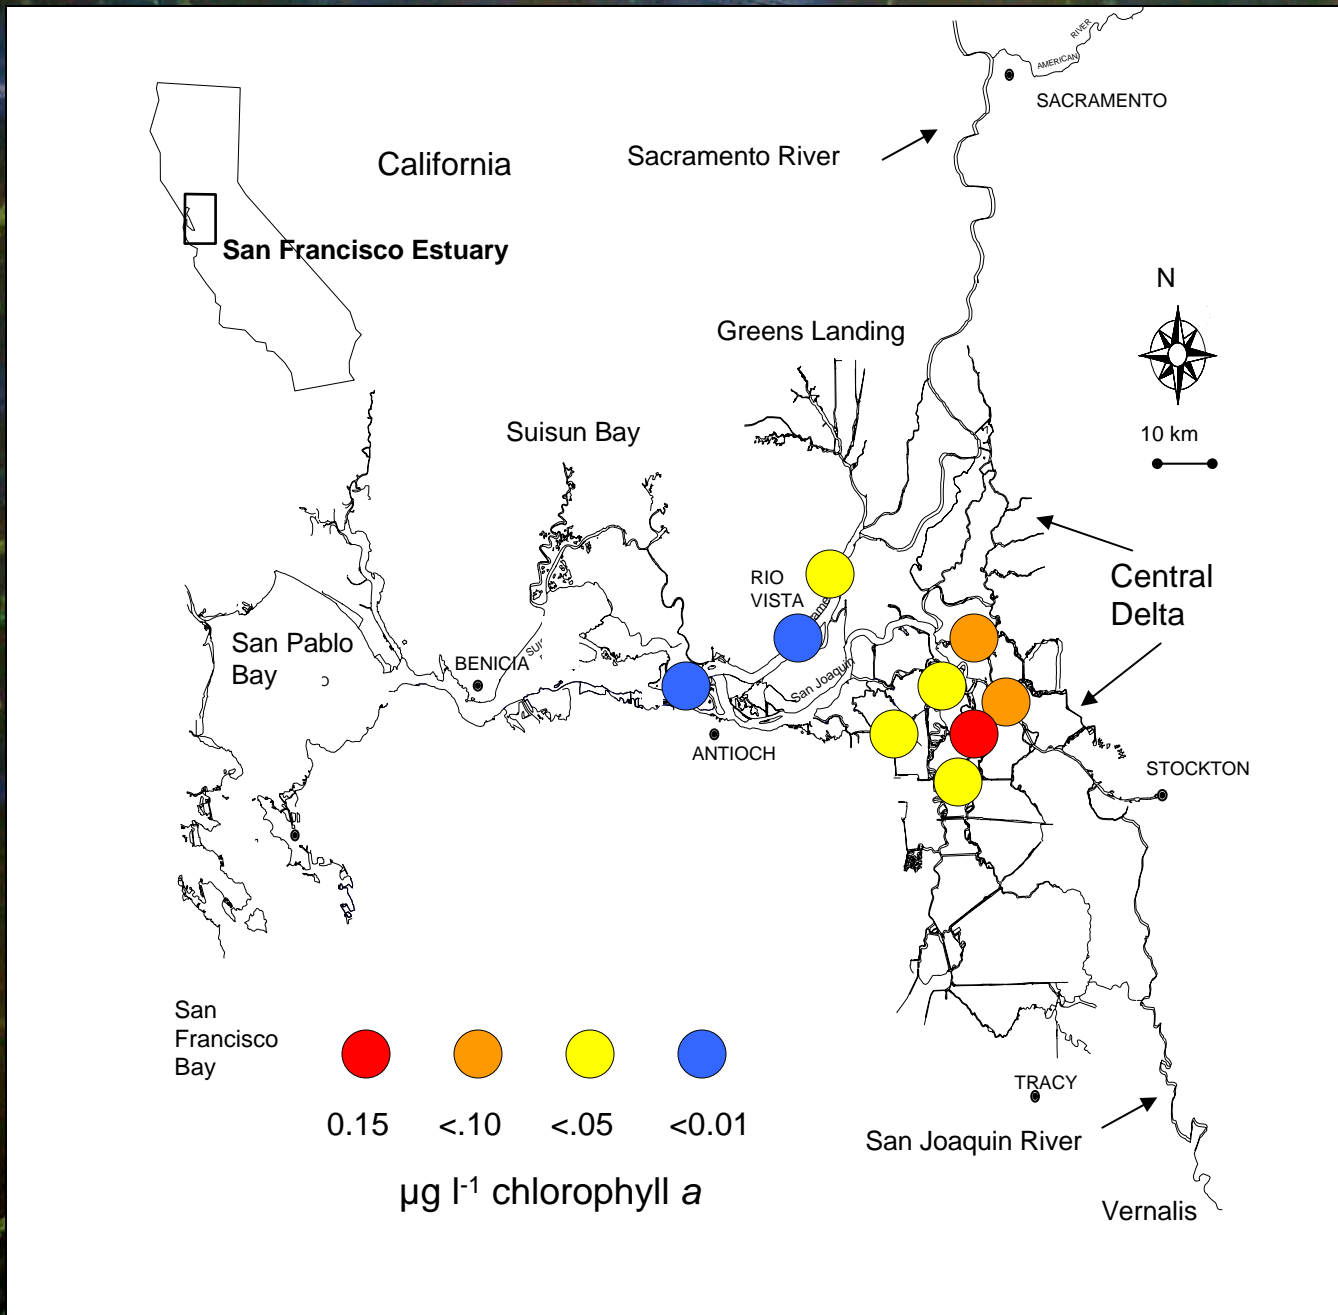 RIVER
AMERICAN
SACRAMENTO
Sacramento River
California
San Francisco Estuary
N
Greens Landing
10 km
Suisun Bay
RIO
VISTA
Central
Delta
San Pablo
Bay
BENICIA
San Joaquin
ANTIOCH
STOCKTON
San
Francisco
Bay
TRACY
0.15 <.10 <.05 <0.01
San Joaquin River
µg l-1 chlorophyll a
Vernalis